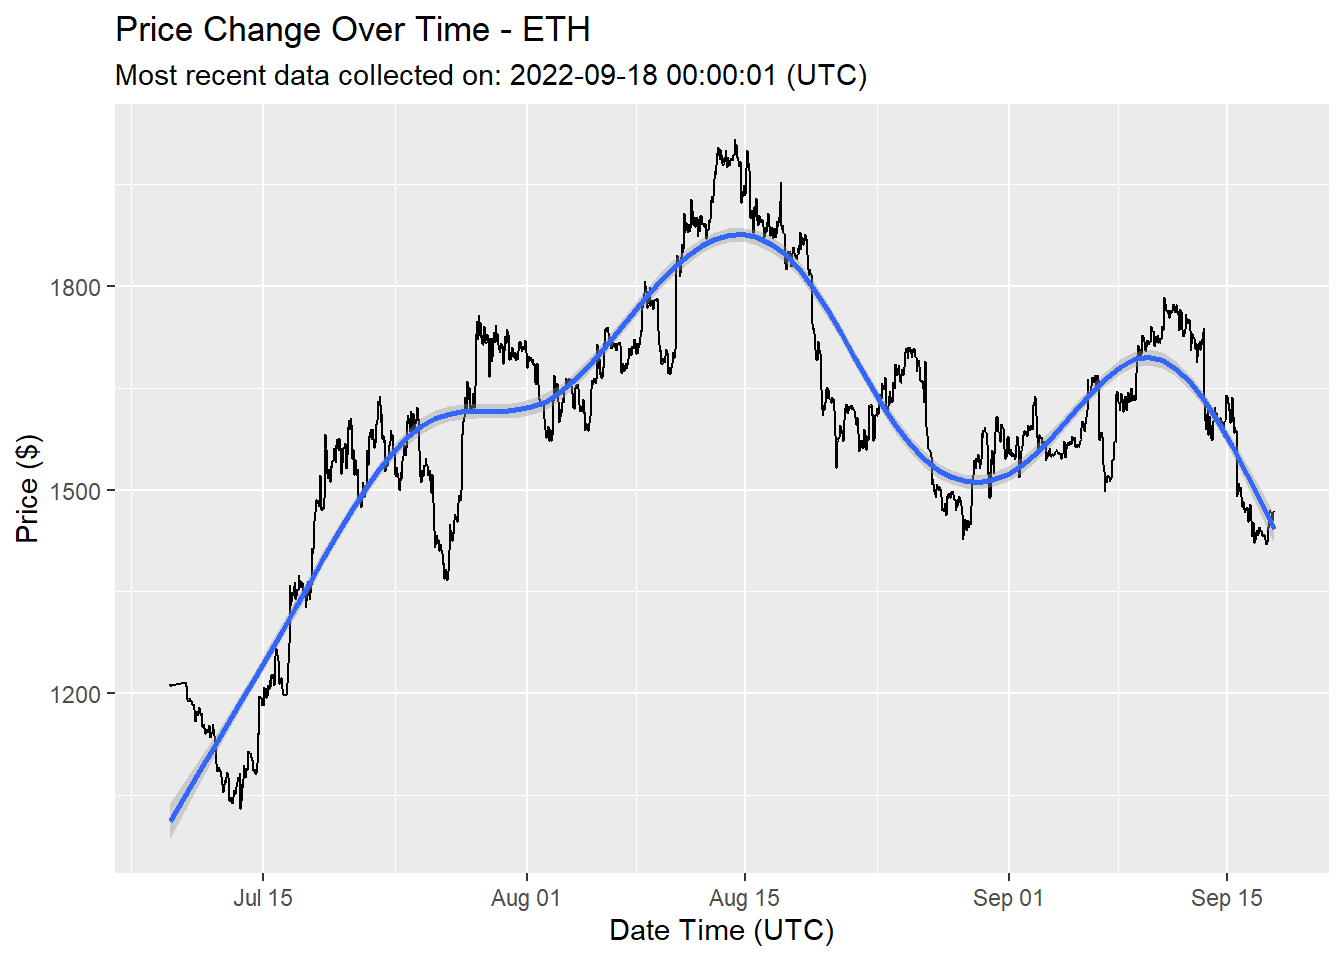 Price Change Over Time - ETH
Most recent data collected on: 2022-09-18 00:00:01 (UTC)
Price ($)
1800
1500
1200
Jul 15
Aug 01
Aug 15
Sep 01
Sep 15
Date Time (UTC)